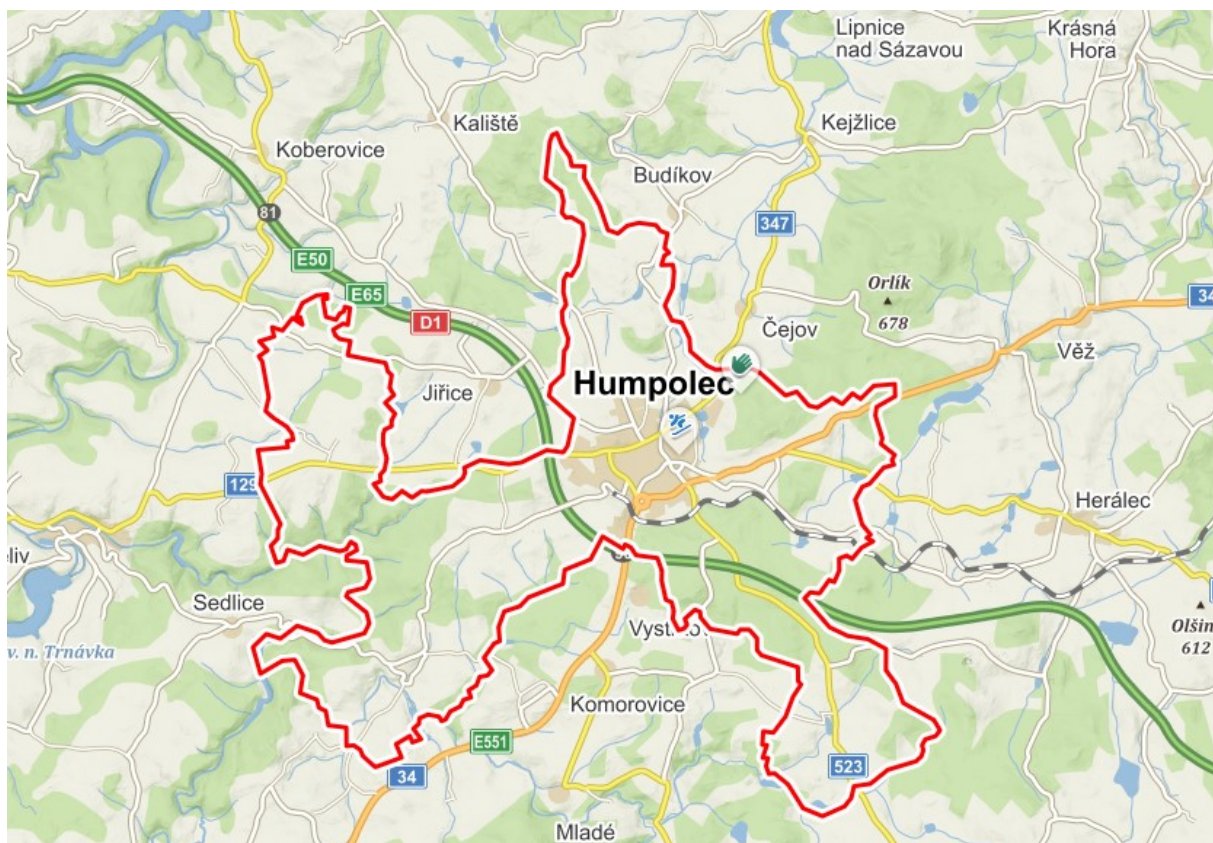 Lipnice
nad Sázavou
Krásná
Hora
Kaliště
Kejžlice
Koberovice
Budíkov
81
347
E50
Orlík
678
E65
34
D1
Čejov
Věž
Humpolec
Jiřice
129
Herálec
Sedlice
Olšin
612
v. n. Trnávka
Komorovice
E551
34
523
Mladé